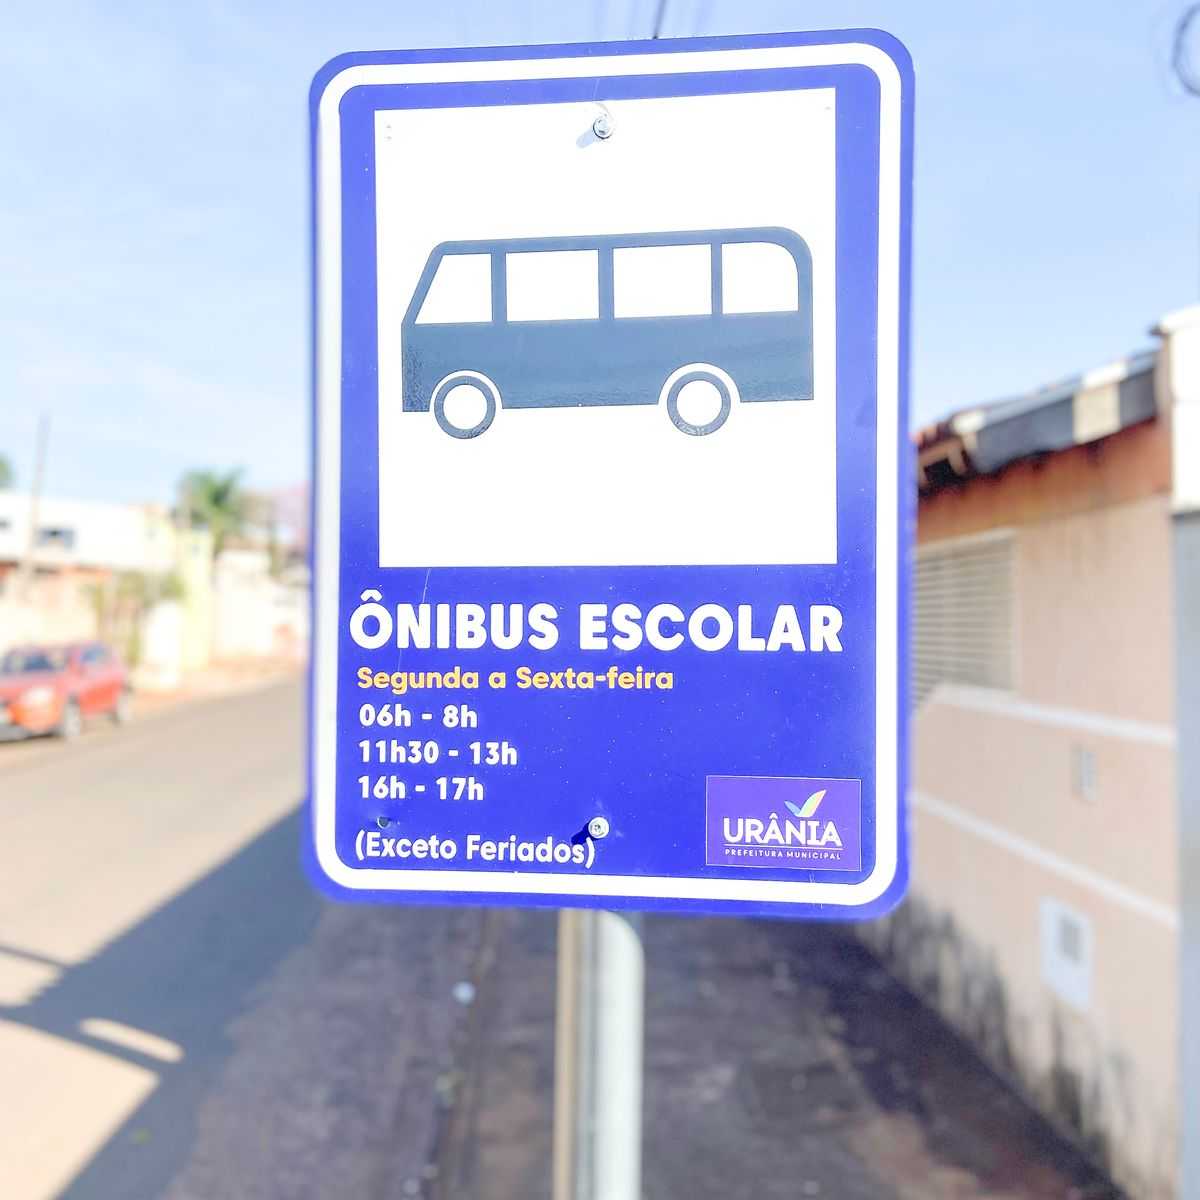 ÔNIBUS ESCOLAR
Segunda a Sexta-feira
06h - 8h
11h30 - 13h
16h - 17h
(Exceto Feriados)
URÂNIA
PREFEITURA MUNICIPAL